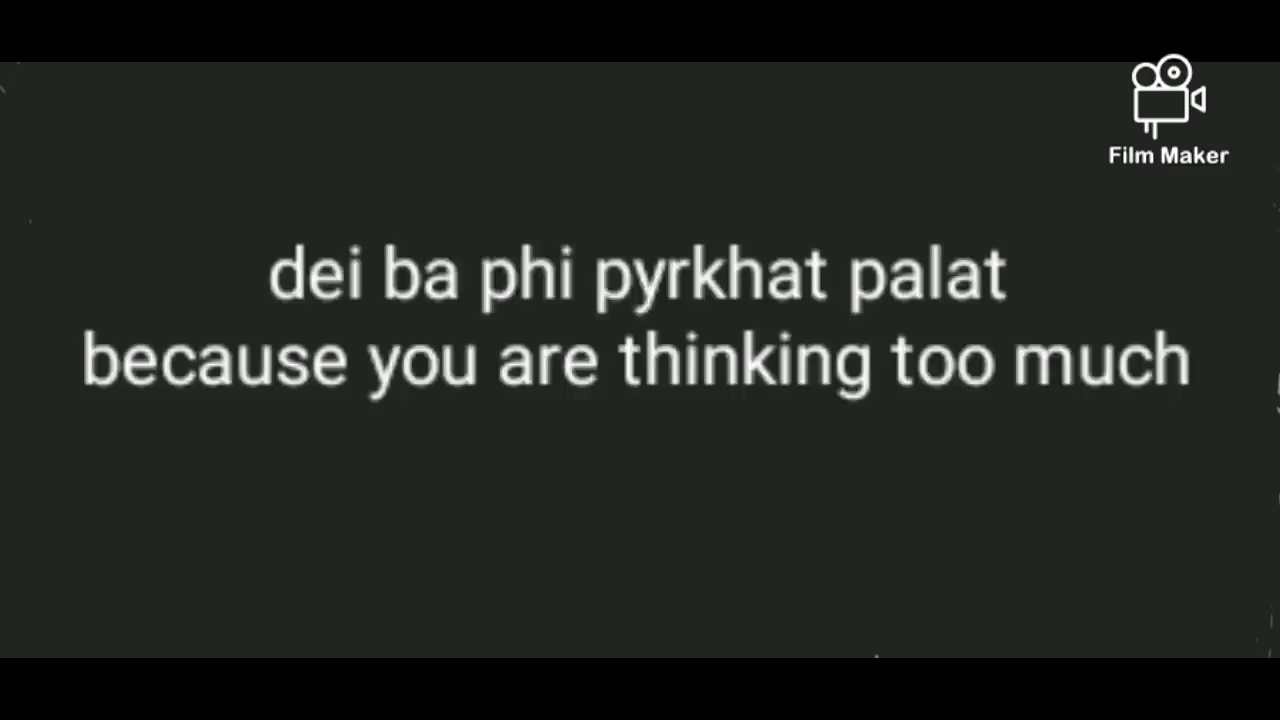 Film Maker
dei ba phi pyrkhat palat
because you are thinking too much